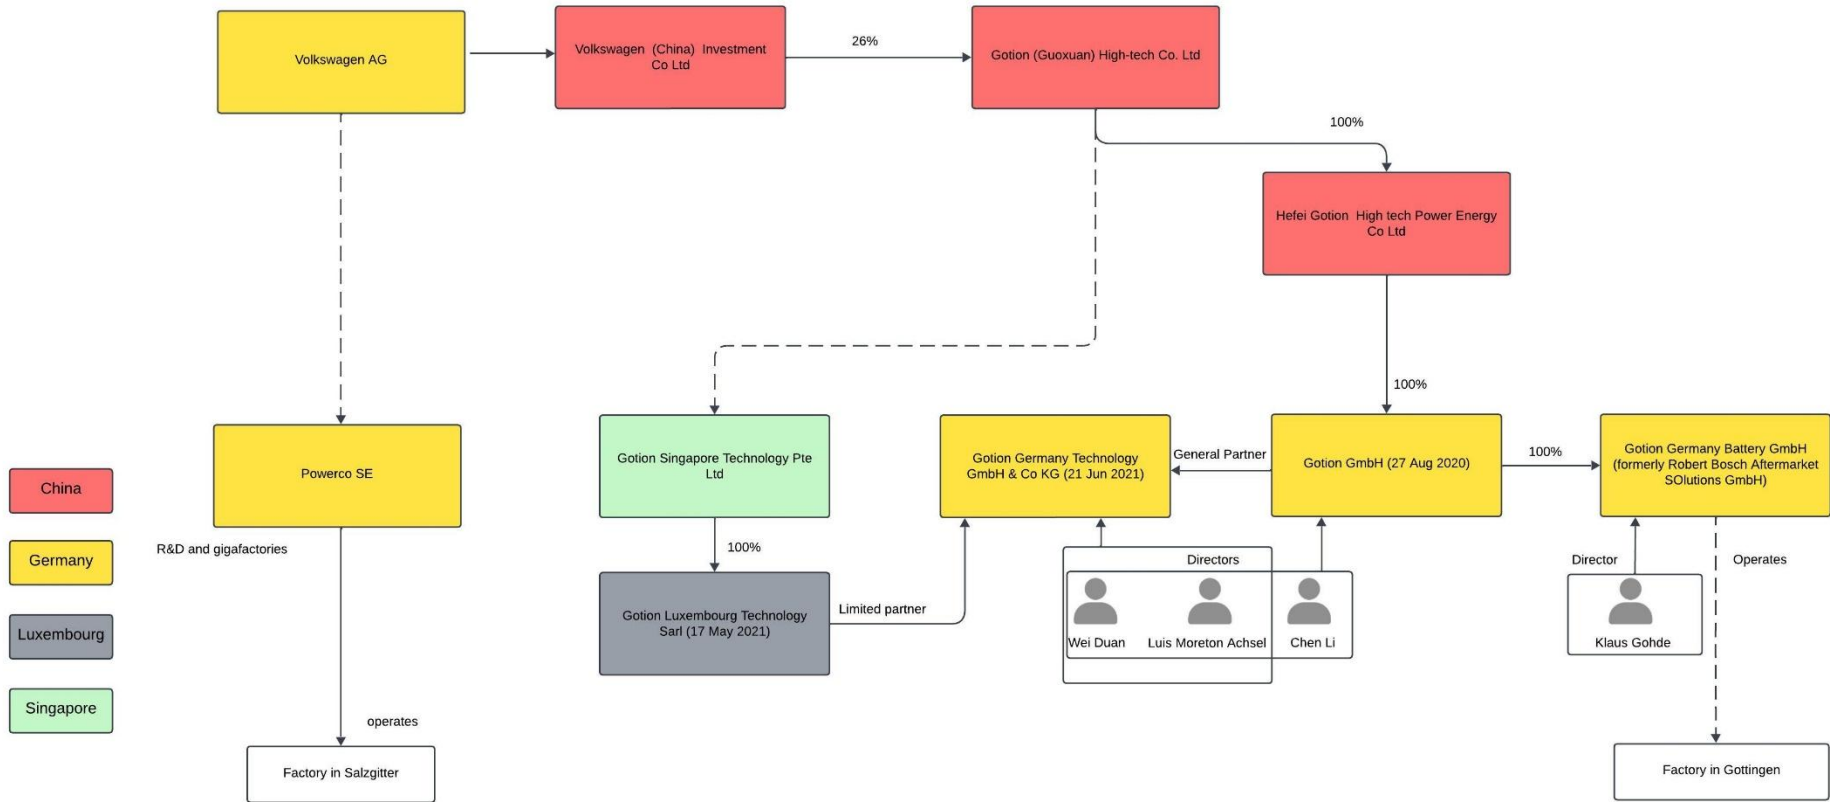 Volkswagen AG
Volkswagen (China) Investment
Co Ltd
26%
Gotion (Guoxuan) High-tech Co. Ltd
100%
Hefei Gotion High tech Power Energy
Co Ltd
100%
Powerco SE
Gotion Singapore Technology Pte
Ltd
Gotion Germany Technology
GmbH & Co KG (21 Jun 2021)
General Partner
Gotion GmbH (27 Aug 2020)
100%
Gotion Germany Battery GmbH
(formerly Robert Bosch Aftermarket
SOlutions GmbH)
China
Germany
Luxembourg
Singapore
R&D and gigafactories
100%
Gotion Luxembourg Technology
Sarl (17 May 2021)
Limited partner
Directors
Wei Duan
Luis Moreton Achsel
Chen Li
Director
Klaus Gohde
Operates
operates
Factory in Salzgitter
Factory in Gottingen